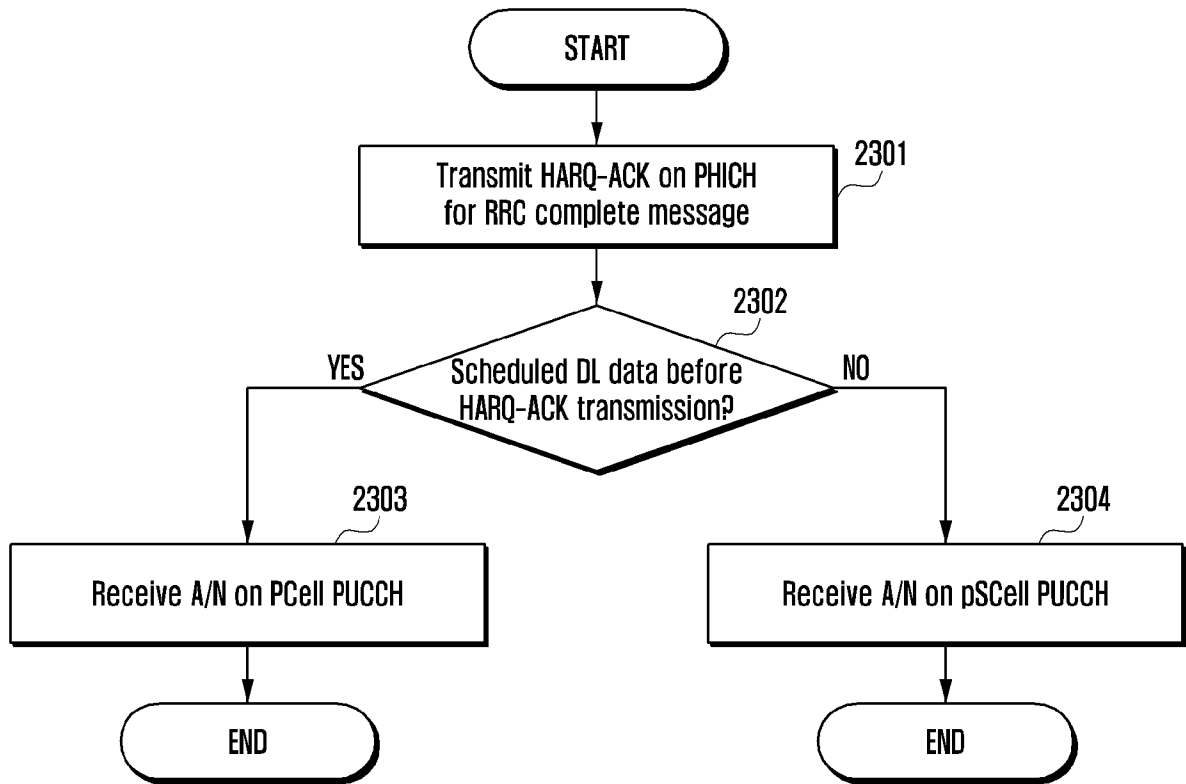 START
2301
Transmit HARQ-ACK on PHICH
for RRC complete message
2302
YES
Scheduled DL data before
HARQ-ACK transmission?
NO
2303
2304
Receive A/N on PCell PUCCH
Receive A/N on pSCell PUCCH
END
END